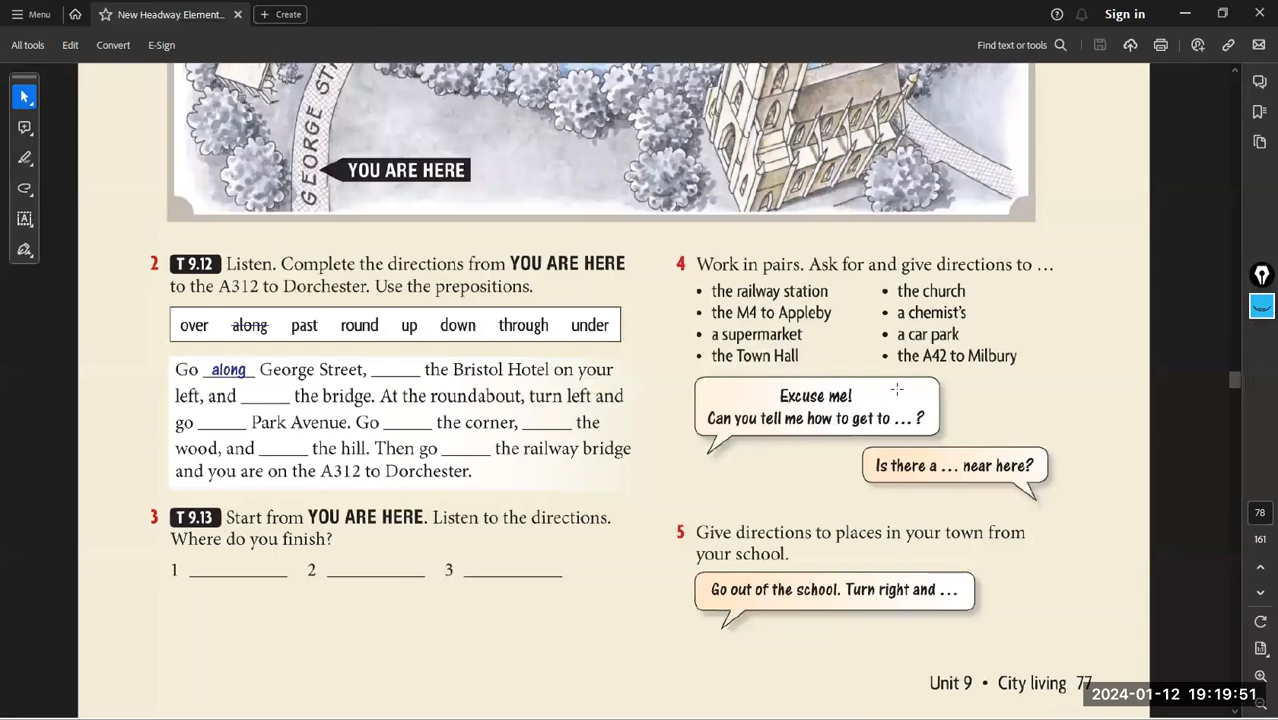 Menu
New Headway. Element...
Create
Sign in
All tools
Edit
Convert
E-Sign
Find text or tools
GEORGE ST
YOU ARE HERE
2 T 9.12 Listen. Complete the directions from YOU ARE HERE
to the A312 to Dorchester. Use the prepositions.
over along past round up down through under
Go along George Street, ______ the Bristol Hotel on your
left, and ______ the bridge. At the roundabout, turn left and
go ______ Park Avenue. Go ______ the corner, ______ the
wood, and ______ the hill. Then go ______ the railway bridge
and you are on the A312 to Dorchester.
3 T 9.13 Start from YOU ARE HERE. Listen to the directions.
Where do you finish?
1 __________ 2 __________ 3 __________
4 Work in pairs. Ask for and give directions to …
• the railway station
• the M4 to Appleby
• a supermarket
• the Town Hall
• the church
• a chemist's
• a car park
• the A42 to Milbury
Excuse me!
Can you tell me how to get to … ?
Is there a … near here?
5 Give directions to places in your town from
your school.
Go out of the school. Turn right and …
Unit 9 • City living 77
78
161
2024-01-12 19:19:51